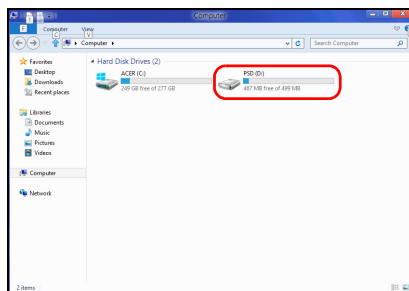 Computer
F
Computer
View
C
V
Computer
Search Computer
Favorites
Desktop
Downloads
Recent places
Libraries
Documents
Music
Pictures
Videos
Computer
Network
Hard Disk Drives (2)
ACER (C:)
249 GB free of 277 GB
PSD (D:)
467 MB free of 499 MB
2 items